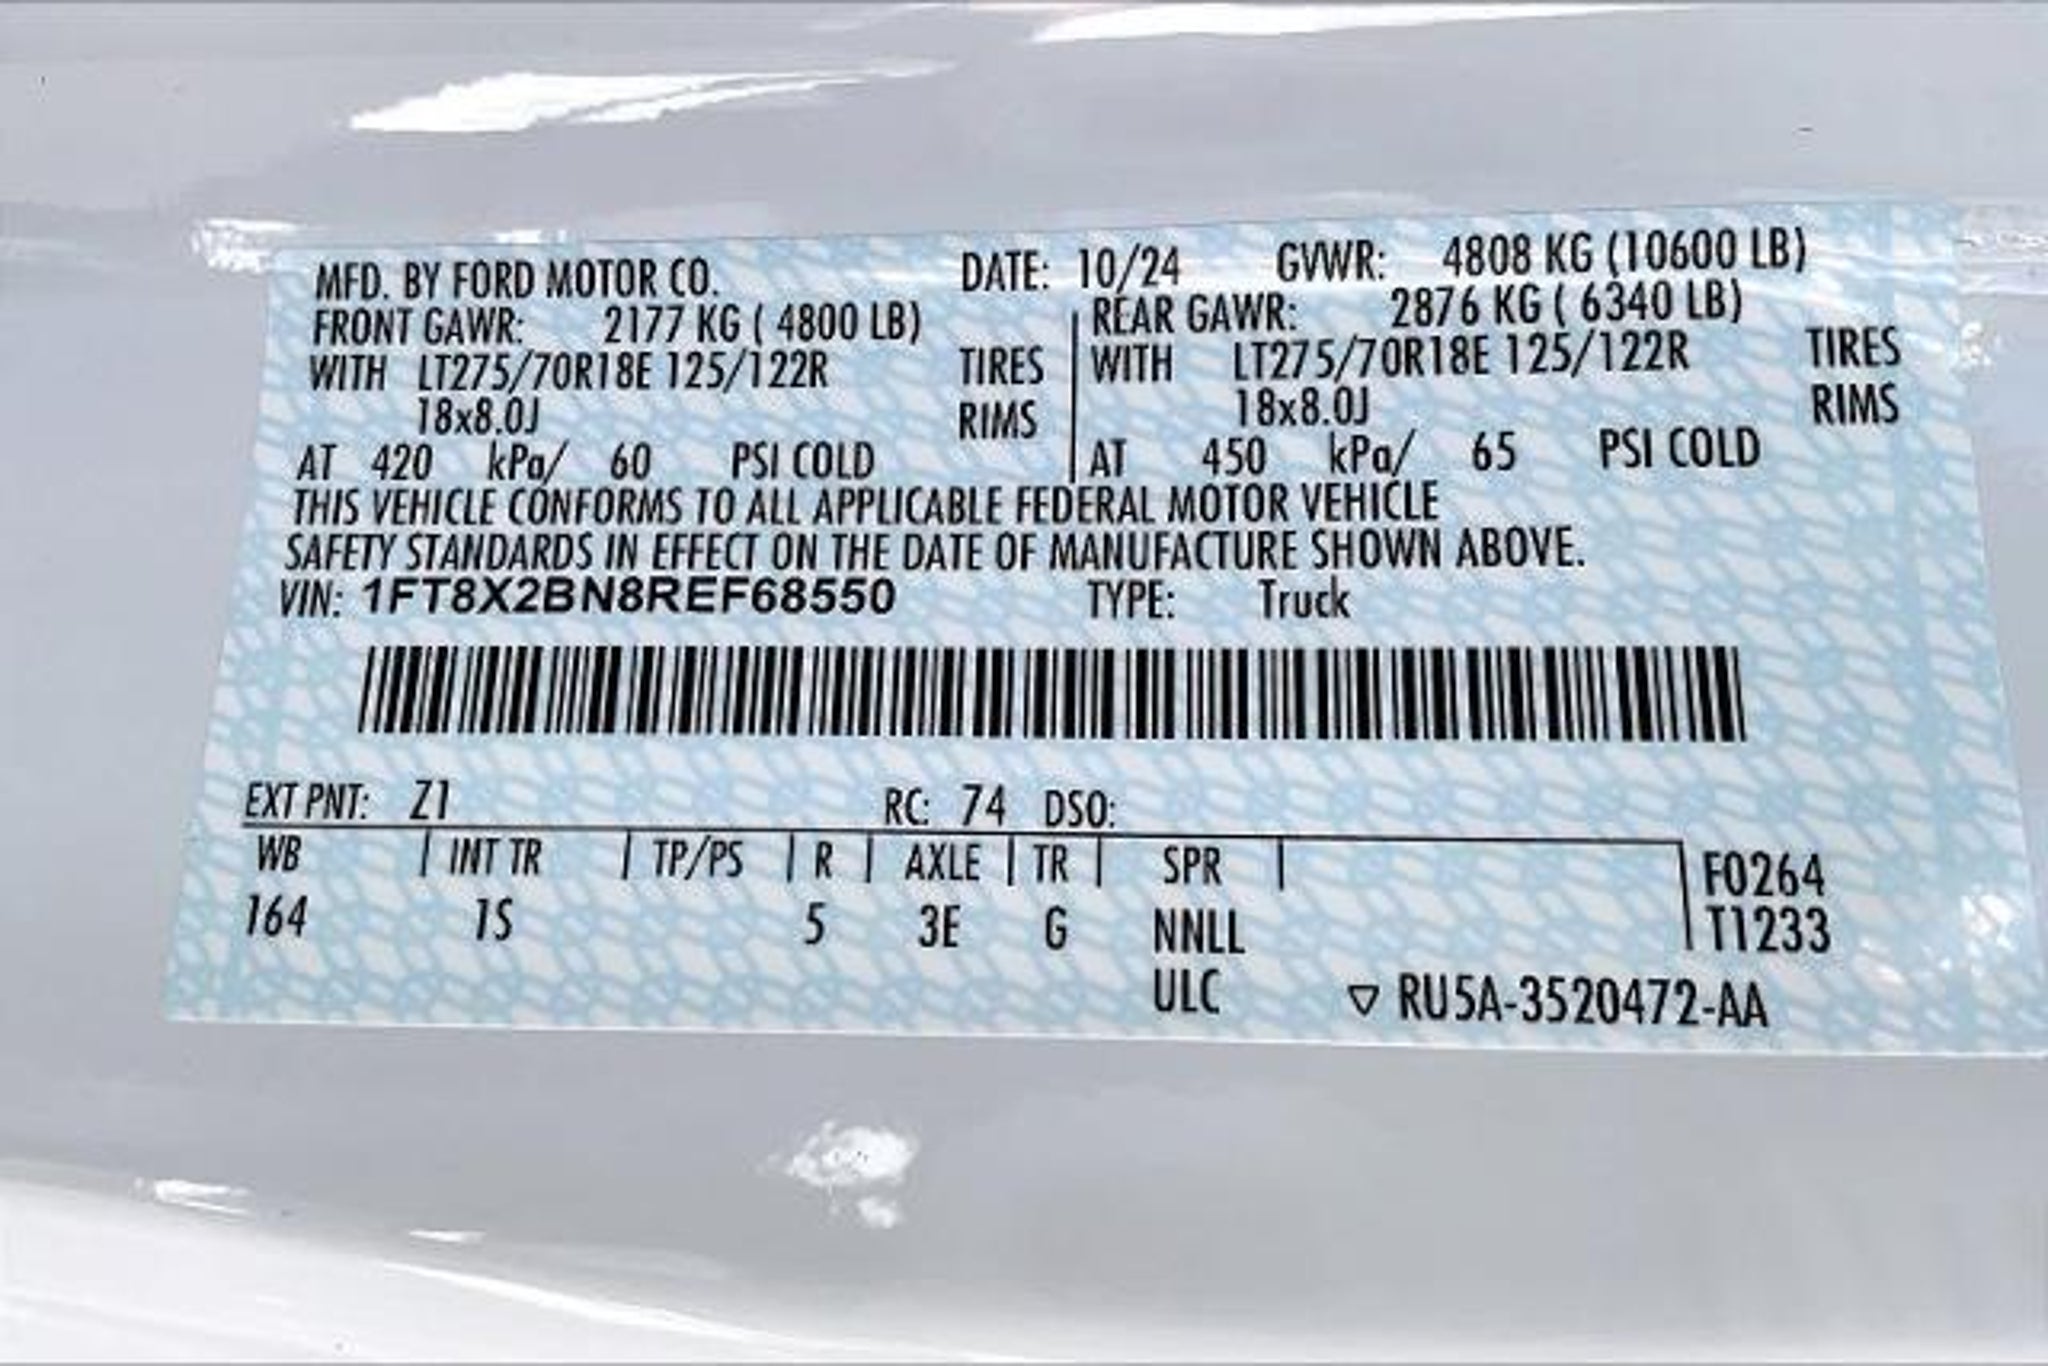 MFD. BY FORD MOTOR CO. DATE: 10/24 GVWR: 4808 KG (10600 LB)
FRONT GAWR: 2177 KG ( 4800 LB) REAR GAWR: 2876 KG ( 6340 LB)
WITH LT275/70R18E 125/122R TIRES WITH LT275/70R18E 125/122R TIRES
18x8.0J RIMS 18x8.0J RIMS
AT 420 kPa/ 60 PSI COLD AT 450 kPa/ 65 PSI COLD
THIS VEHICLE CONFORMS TO ALL APPLICABLE FEDERAL MOTOR VEHICLE
SAFETY STANDARDS IN EFFECT ON THE DATE OF MANUFACTURE SHOWN ABOVE.
VIN: 1FT8X2BN8REF68550 TYPE: Truck
EXT PNT: Z1 RC: 74 DSO:
WB INT TR TP/PS R AXLE TR SPR F0264
164 1S 5 3E G NNLL T1233
ULC ▽ RU5A-3520472-AA